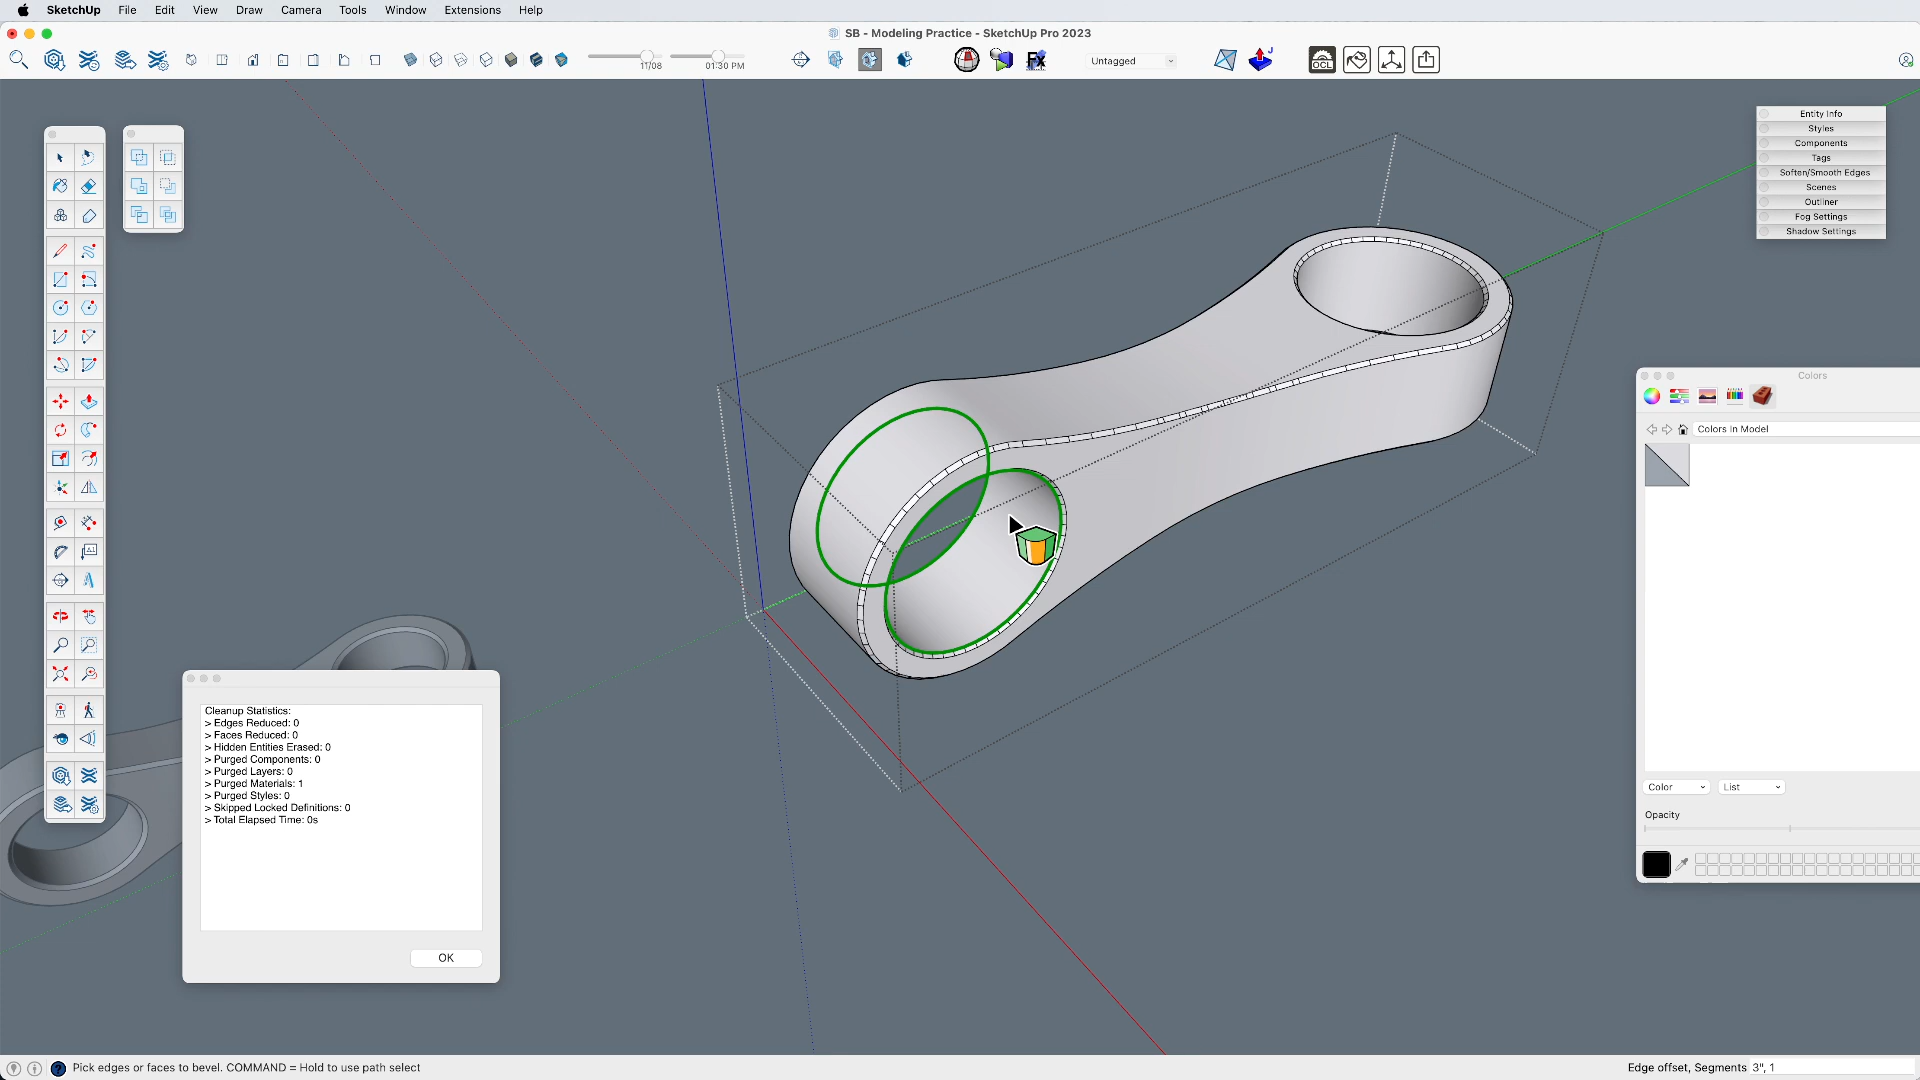 SketchUp File Edit View Draw Camera Tools Window Extensions Help
SB - Modeling Practice - SketchUp Pro 2023
11/08
01:30 PM
FX
Untagged
J
OCL
Entity Info
Styles
Components
Tags
Soften/Smooth Edges
Scenes
Outliner
Fog Settings
Shadow Settings
Colors
Colors In Model
Color
List
Opacity
Cleanup Statistics:
> Edges Reduced: 0
> Faces Reduced: 0
> Hidden Entities Erased: 0
> Purged Components: 0
> Purged Layers: 0
> Purged Materials: 1
> Purged Styles: 0
> Skipped Locked Definitions: 0
> Total Elapsed Time: 0s
OK
Pick edges or faces to bevel. COMMAND = Hold to use path select
Edge offset, Segments 3", 1